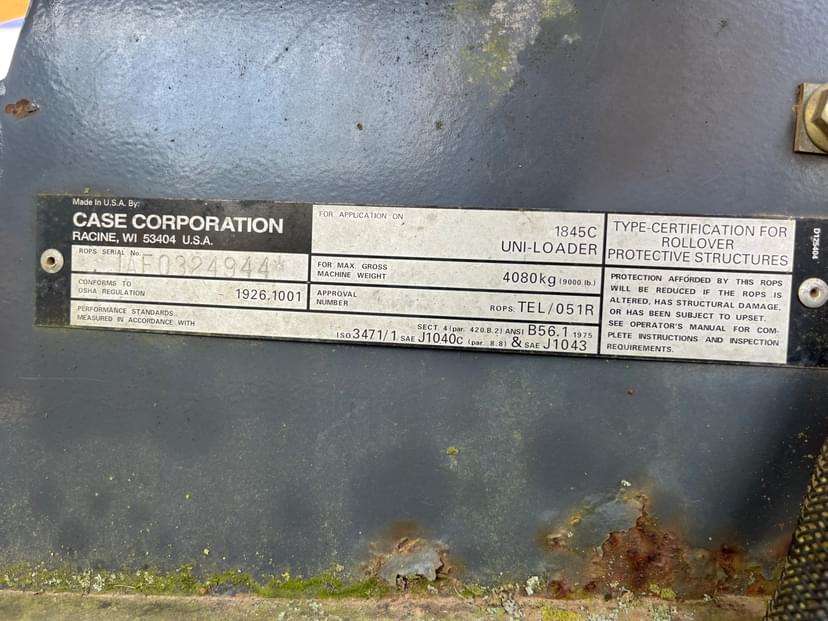 Made in U.S.A. By:
CASE CORPORATION
RACINE, WI 53404 U.S.A.
ROPS SERIAL No.
JAF0324944*
CONFORMS TO
OSHA REGULATION 1926.1001
PERFORMANCE STANDARDS
MEASURED IN ACCORDANCE WITH
SECT. 4 (par. 420.B.2) ANSI B56.1 1975
ISO 3471/1 SAE J1040C (par. 8.8) & SAE J1043
FOR APPLICATION ON
1845C
UNI-LOADER
FOR MAX. GROSS
MACHINE WEIGHT 4080kg (9000.lb.)
APPROVAL
NUMBER ROPS: TEL/051R
TYPE-CERTIFICATION FOR
ROLLOVER
PROTECTIVE STRUCTURES
PROTECTION AFFORDED BY THIS ROPS
WILL BE REDUCED IF THE ROPS IS
ALTERED, HAS STRUCTURAL DAMAGE,
OR HAS BEEN SUBJECT TO UPSET.
SEE OPERATOR'S MANUAL FOR COM-
PLETE INSTRUCTIONS AND INSPECTION
REQUIREMENTS.
D125404